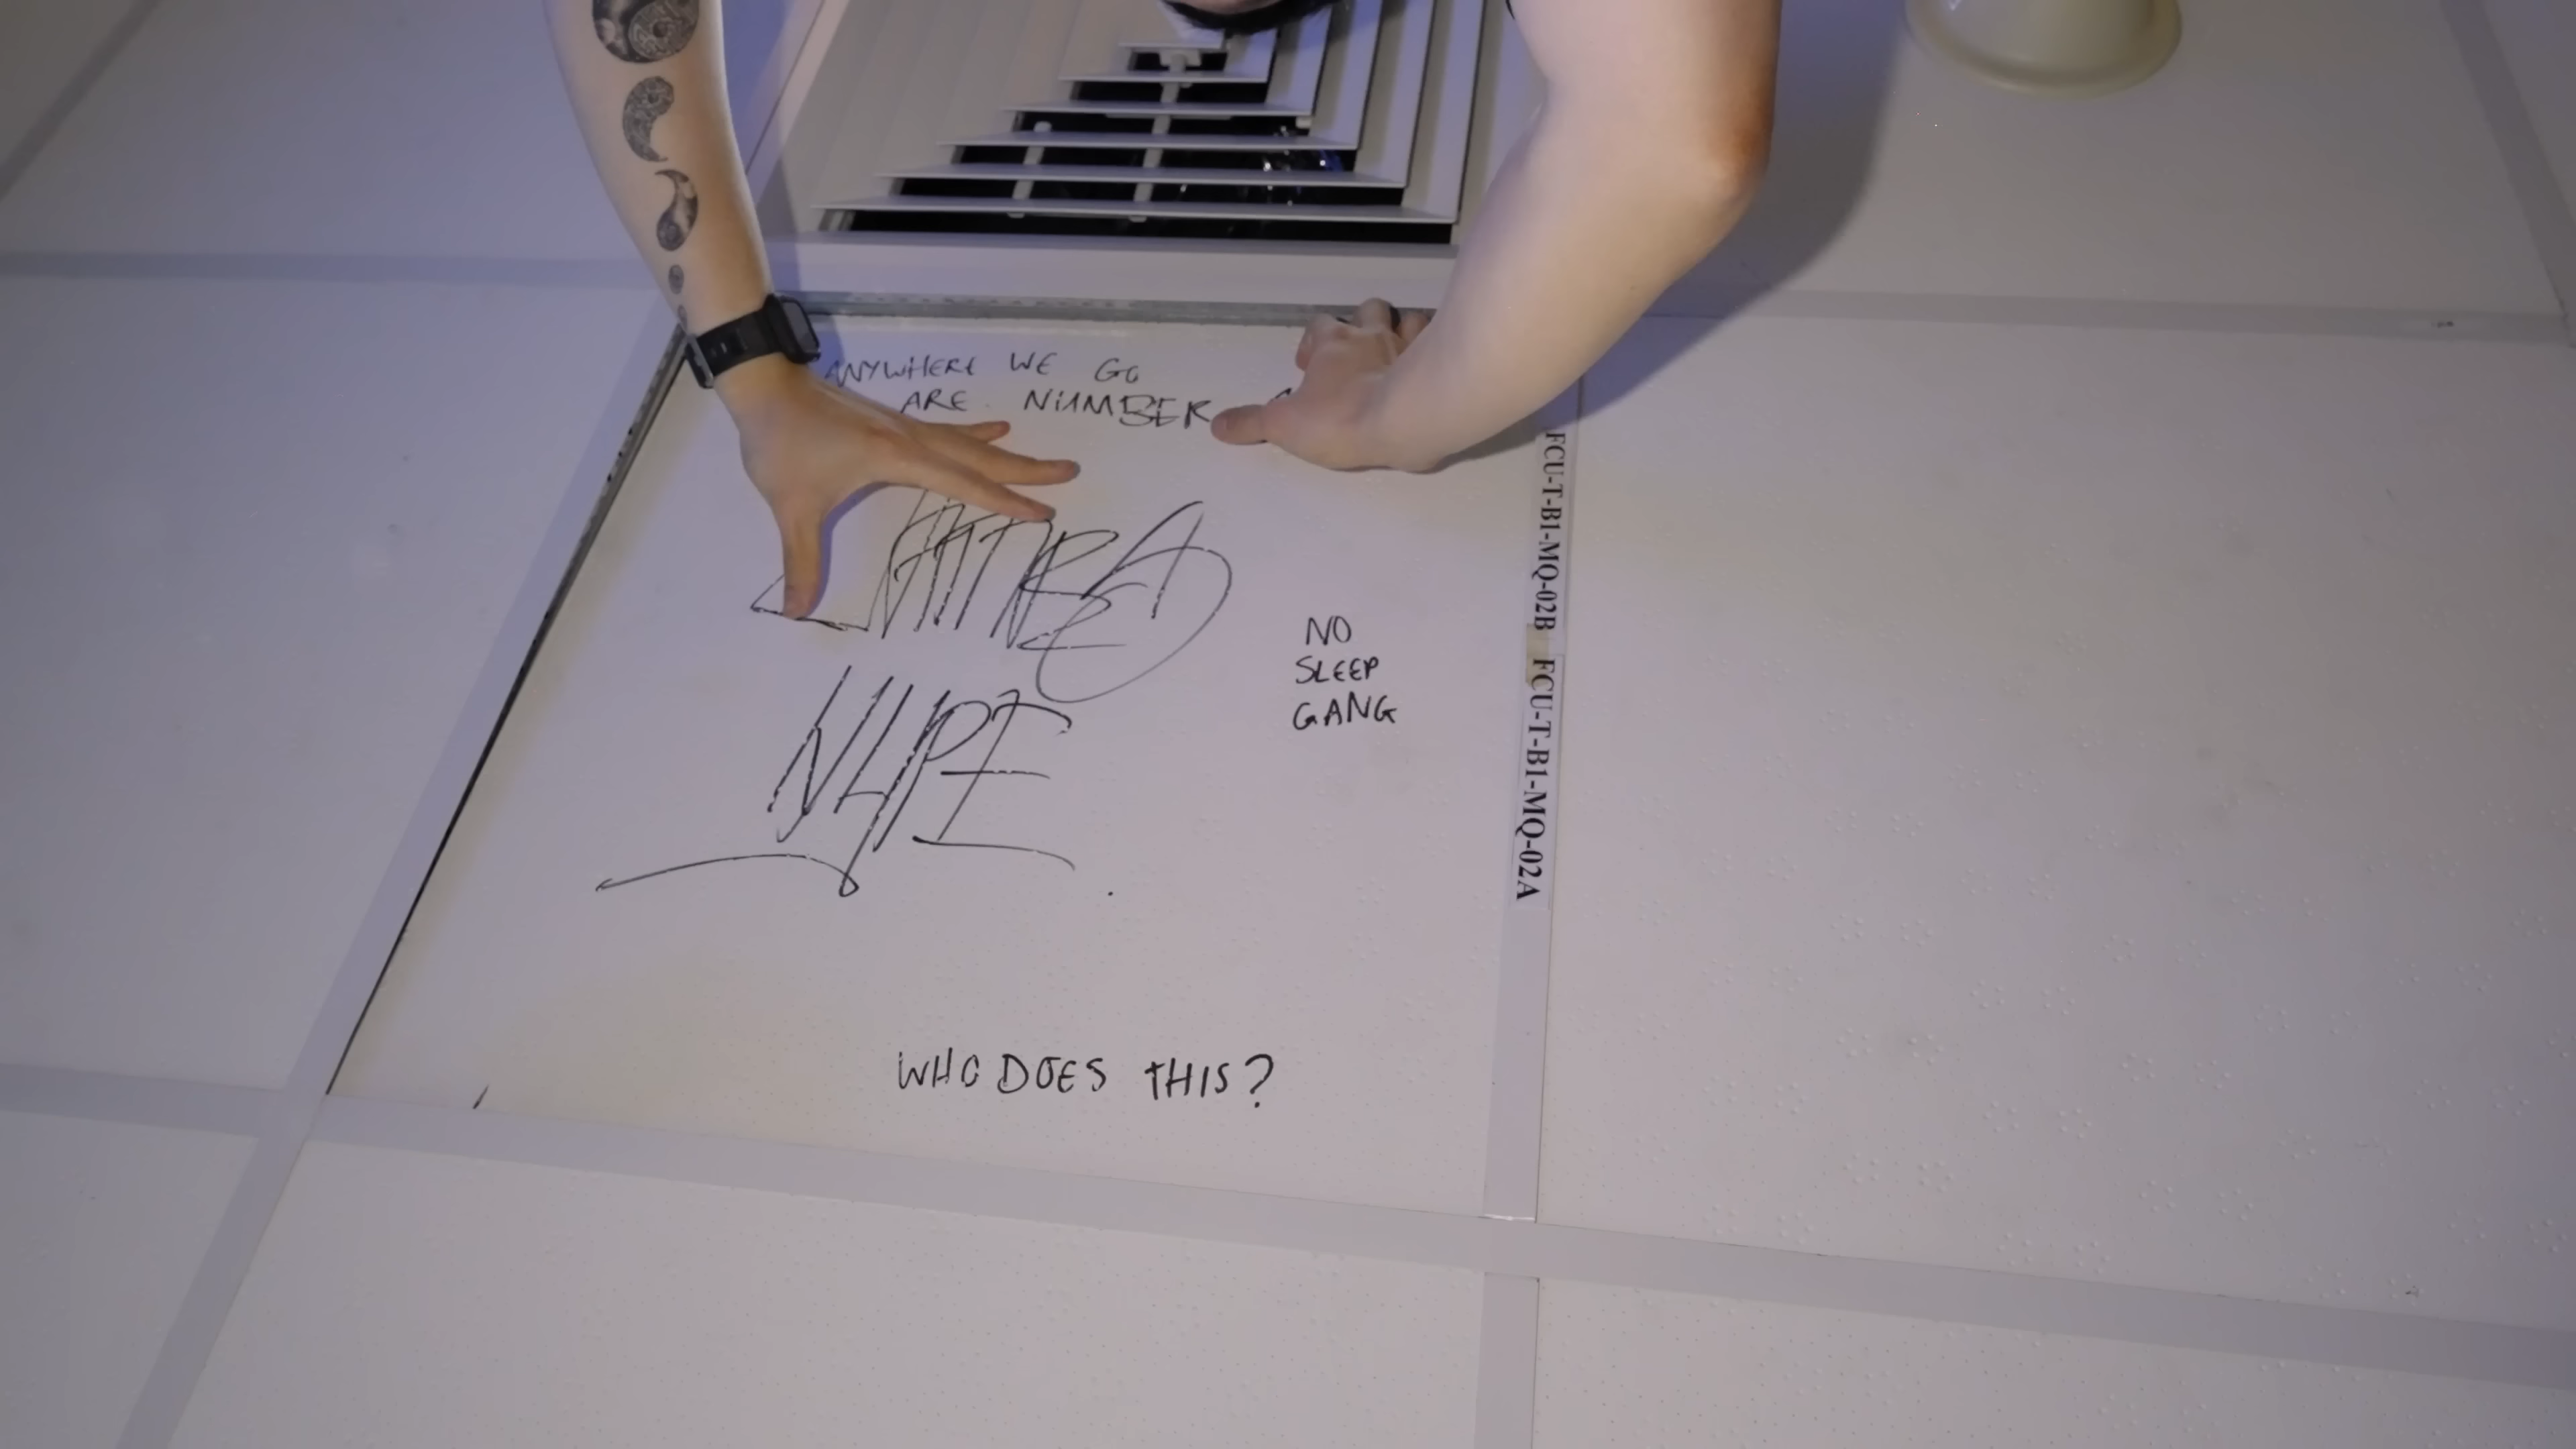 ANYWHERE WE GO
ARE NUMBER
NO
SLEEP
GANG
WHO DOES THIS?
FCU-T-B1-MQ-02B
FCU-T-B1-MQ-02A